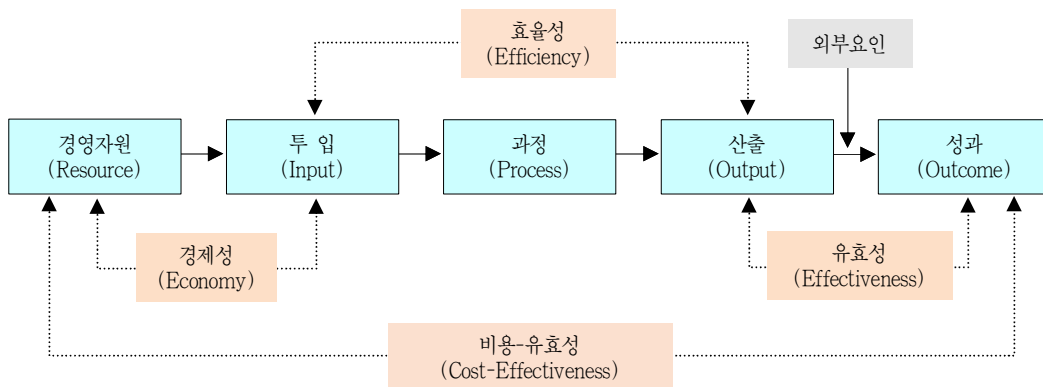 효율성
(Efficiency)
외부요인
경영자원
(Resource)
투 입
(Input)
과정
(Process)
산출
(Output)
성과
(Outcome)
경제성
(Economy)
유효성
(Effectiveness)
비용-유효성
(Cost-Effectiveness)